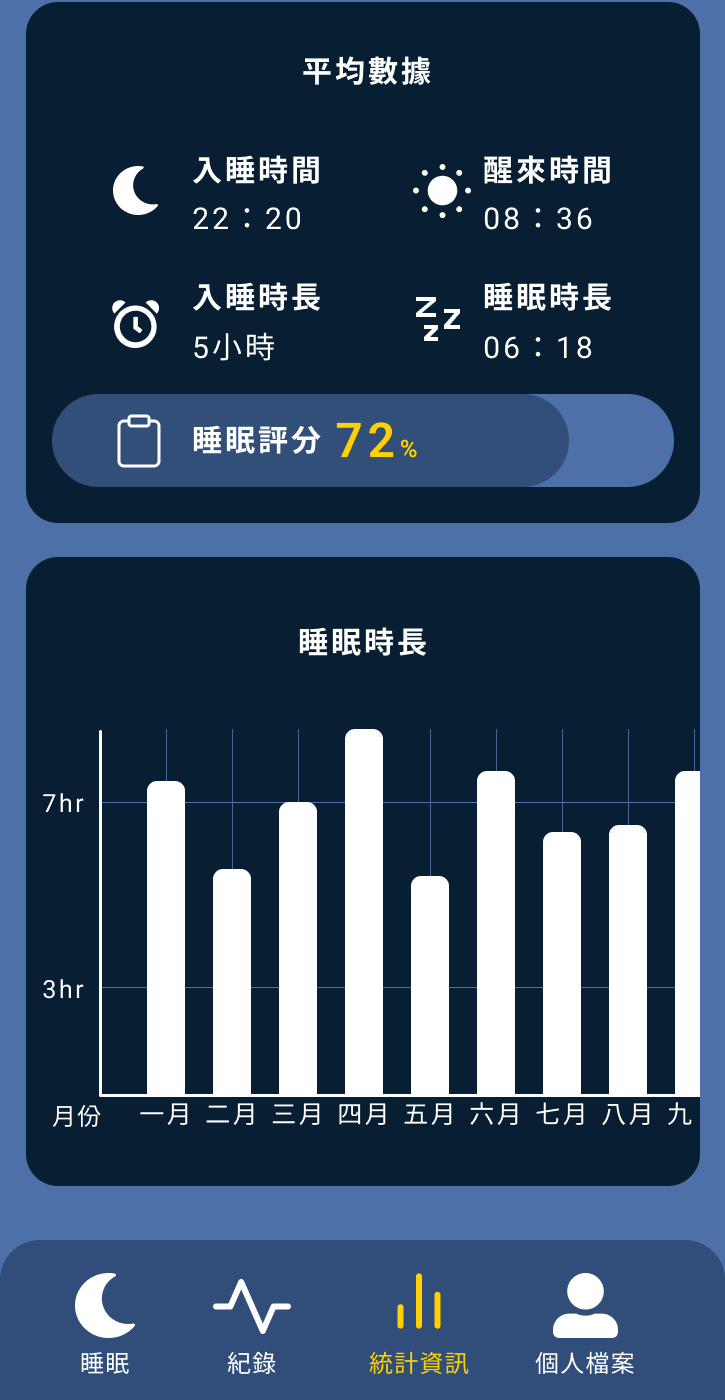 平均數據
入睡時間
22：20
醒來時間
08：36
入睡時長
5小時
睡眠時長
06：18
睡眠評分 72%
睡眠時長
7hr
3hr
月份 一月 二月 三月 四月 五月 六月 七月 八月 九
睡眠 紀錄 統計資訊 個人檔案